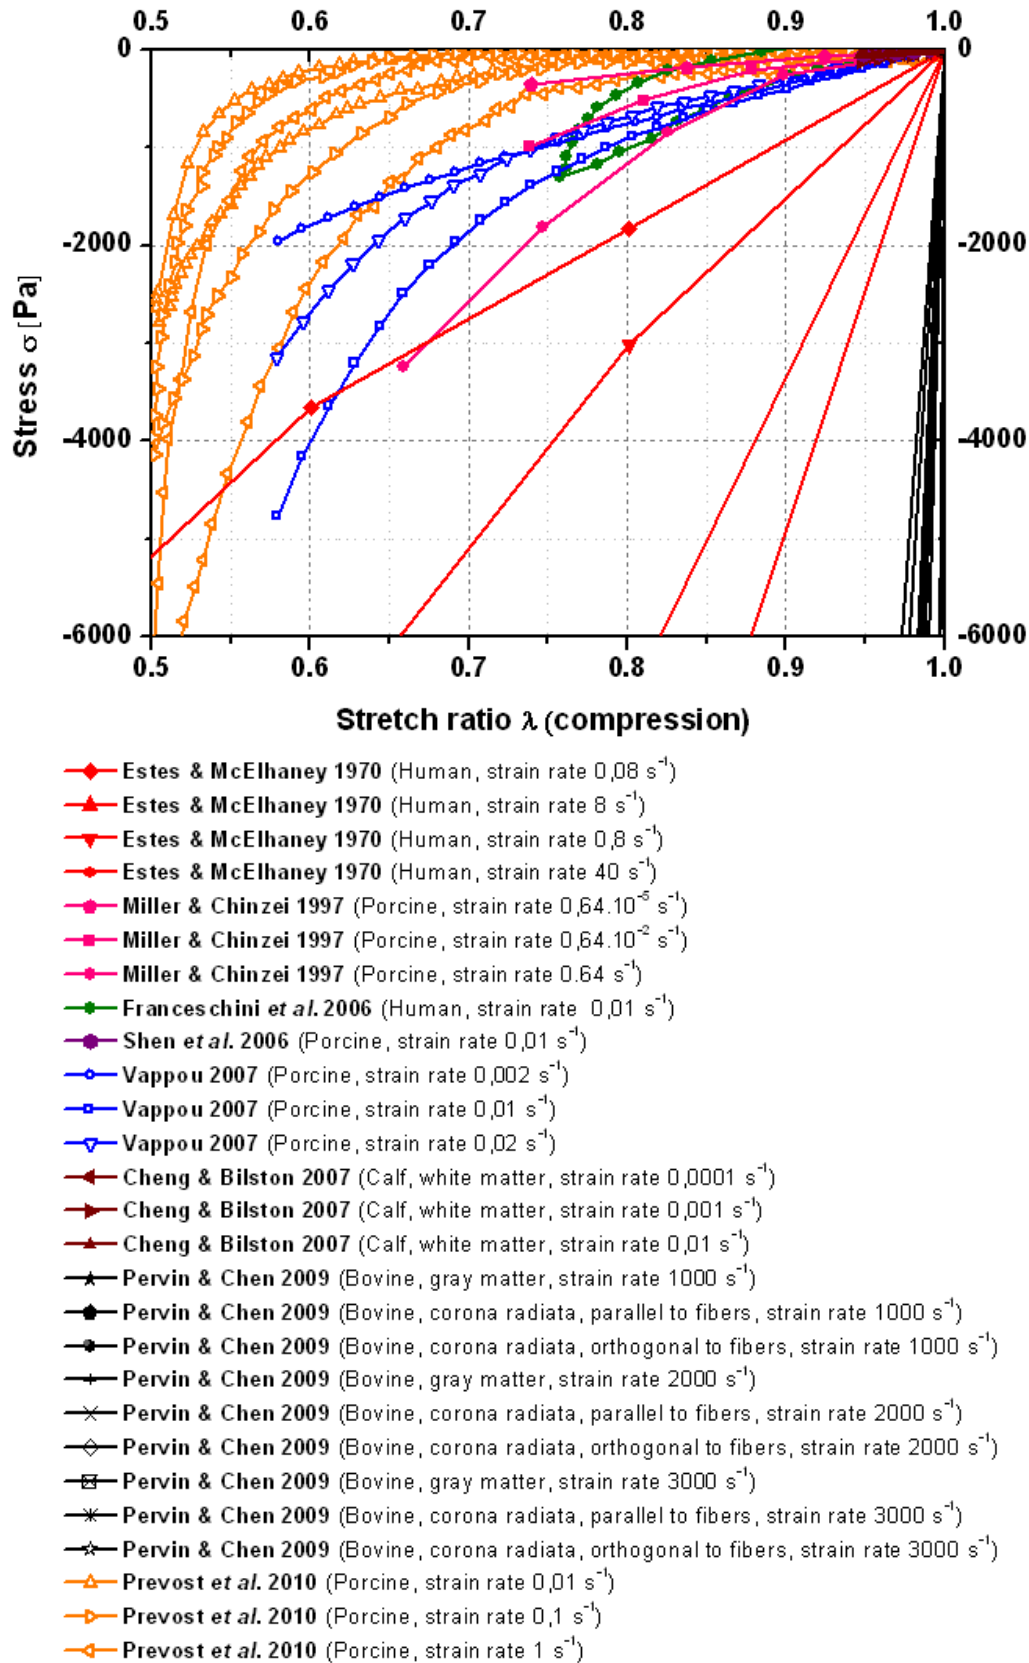 0.5 0.6 0.7 0.8 0.9 1.0
0 0
-2000 -2000
-4000 -4000
-6000 -6000
0.5 0.6 0.7 0.8 0.9 1.0
Stress σ [Pa]
Stretch ratio λ (compression)
Estes & McElhaney 1970 (Human, strain rate 0,08 s⁻¹)
Estes & McElhaney 1970 (Human, strain rate 8 s⁻¹)
Estes & McElhaney 1970 (Human, strain rate 0,8 s⁻¹)
Estes & McElhaney 1970 (Human, strain rate 40 s⁻¹)
Miller & Chinzei 1997 (Porcine, strain rate 0,64.10⁻⁵ s⁻¹)
Miller & Chinzei 1997 (Porcine, strain rate 0,64.10⁻² s⁻¹)
Miller & Chinzei 1997 (Porcine, strain rate 0.64 s⁻¹)
Franceschini et al. 2006 (Human, strain rate 0,01 s⁻¹)
Shen et al. 2006 (Porcine, strain rate 0,01 s⁻¹)
Vappou 2007 (Porcine, strain rate 0,002 s⁻¹)
Vappou 2007 (Porcine, strain rate 0,01 s⁻¹)
Vappou 2007 (Porcine, strain rate 0,02 s⁻¹)
Cheng & Bilston 2007 (Calf, white matter, strain rate 0,0001 s⁻¹)
Cheng & Bilston 2007 (Calf, white matter, strain rate 0,001 s⁻¹)
Cheng & Bilston 2007 (Calf, white matter, strain rate 0,01 s⁻¹)
Pervin & Chen 2009 (Bovine, gray matter, strain rate 1000 s⁻¹)
Pervin & Chen 2009 (Bovine, corona radiata, parallel to fibers, strain rate 1000 s⁻¹)
Pervin & Chen 2009 (Bovine, corona radiata, orthogonal to fibers, strain rate 1000 s⁻¹)
Pervin & Chen 2009 (Bovine, gray matter, strain rate 2000 s⁻¹)
Pervin & Chen 2009 (Bovine, corona radiata, parallel to fibers, strain rate 2000 s⁻¹)
Pervin & Chen 2009 (Bovine, corona radiata, orthogonal to fibers, strain rate 2000 s⁻¹)
Pervin & Chen 2009 (Bovine, gray matter, strain rate 3000 s⁻¹)
Pervin & Chen 2009 (Bovine, corona radiata, parallel to fibers, strain rate 3000 s⁻¹)
Pervin & Chen 2009 (Bovine, corona radiata, orthogonal to fibers, strain rate 3000 s⁻¹)
Prevost et al. 2010 (Porcine, strain rate 0,01 s⁻¹)
Prevost et al. 2010 (Porcine, strain rate 0,1 s⁻¹)
Prevost et al. 2010 (Porcine, strain rate 1 s⁻¹)